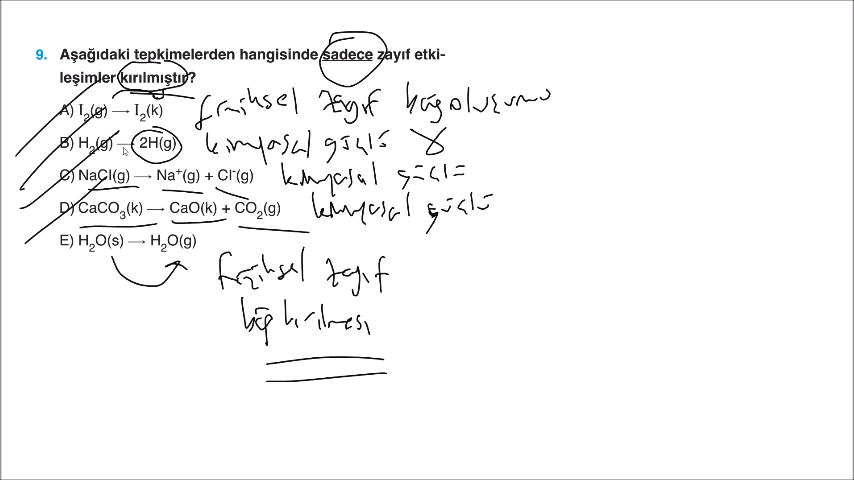 9. Aşağıdaki tepkimelerden hangisinde sadece zayıf etki-
leşimler kırılmıştır?
A) I₂(g) → I₂(k) fiziksel zayıf bağ oluşumu
B) H₂(g) → 2H(g) kimyasal güçlü
C) NaCl(g) → Na⁺(g) + Cl⁻(g) kimyasal güçlü
D) CaCO₃(k) → CaO(k) + CO₂(g) kimyasal güçlü
E) H₂O(s) → H₂O(g)
fiziksel zayıf
bağ kırılması